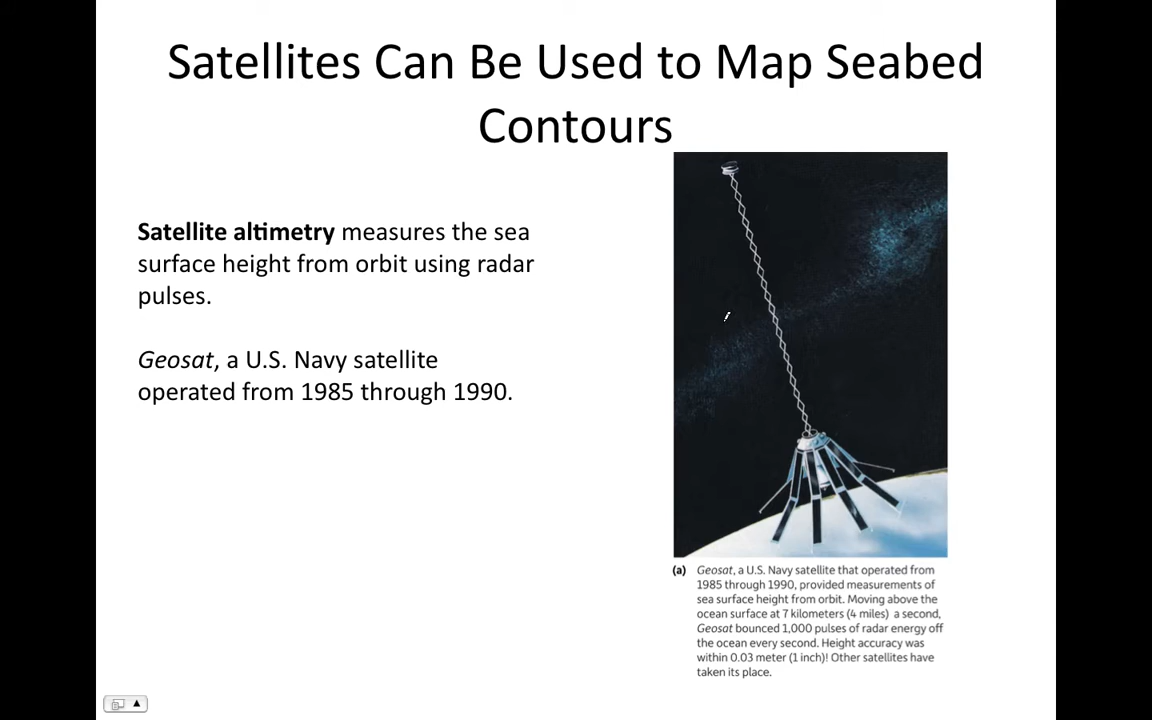 Satellites Can Be Used to Map Seabed
Contours
Satellite altimetry measures the sea
surface height from orbit using radar
pulses.
Geosat, a U.S. Navy satellite
operated from 1985 through 1990.
(a) Geosat, a U.S. Navy satellite that operated from
1985 through 1990, provided measurements of
sea surface height from orbit. Moving above the
ocean surface at 7 kilometers (4 miles) a second,
Geosat bounced 1,000 pulses of radar energy off
the ocean every second. Height accuracy was
within 0.03 meter (1 inch)! Other satellites have
taken its place.